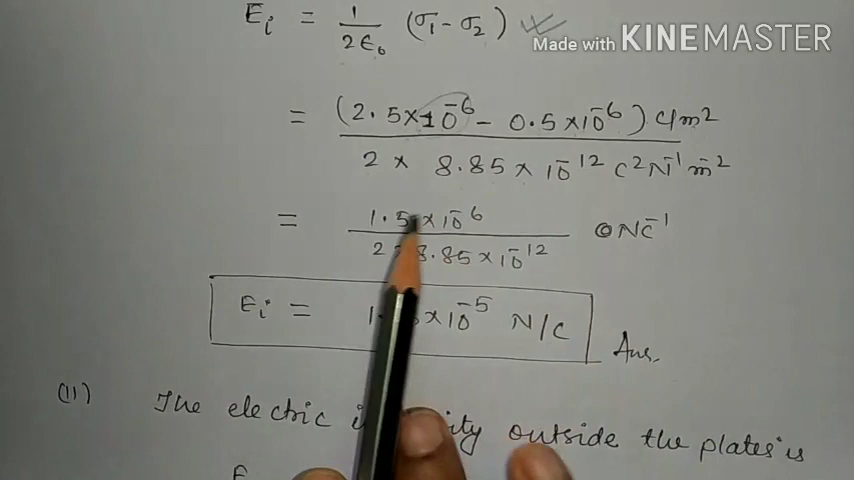 Ei = 1/2ϵ₀ (σ₁ - σ₂)
Made with KINEMASTER
= (2.5×10⁻⁶ - 0.5×10⁻⁶) C/m² / 2 × 8.85×10⁻¹² C²N⁻¹m⁻²
= 1.5×10⁻⁶ / 8.85×10⁻¹² NC⁻¹
Ei = ×10⁻⁵ N/C
Ans.
(II) The electric outside the plates is
E